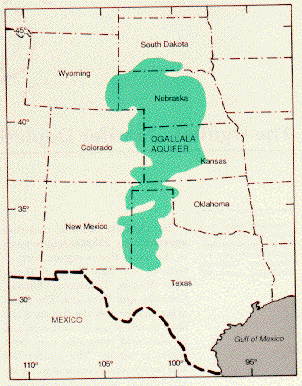 45°
South Dakota
Wyoming
Nebraska
40°
OGALLALA
AQUIFER
Colorado
Kansas
35°
Oklahoma
New Mexico
Texas
30°
MEXICO
Gulf of Mexico
110°
105°
100°
95°